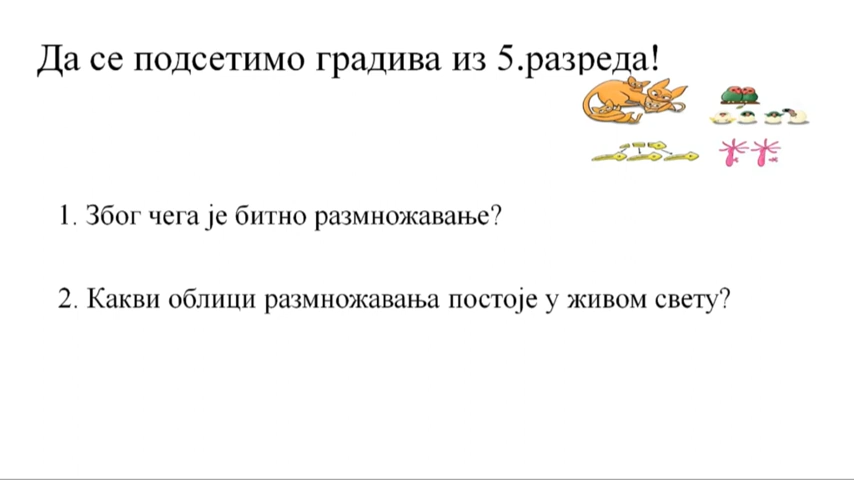 Да се подсетимо градива из 5.разреда!
1. Због чега је битно размножавање?
2. Какви облици размножавања постоје у живом свету?